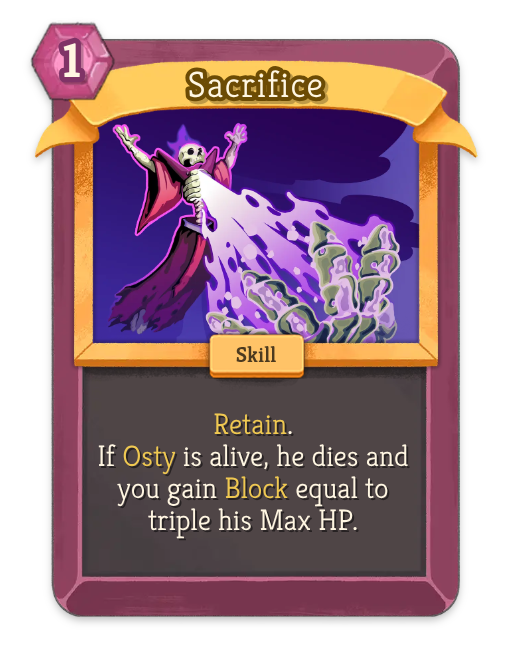 1
Sacrifice
Skill
Retain.
If Osty is alive, he dies and
you gain Block equal to
triple his Max HP.